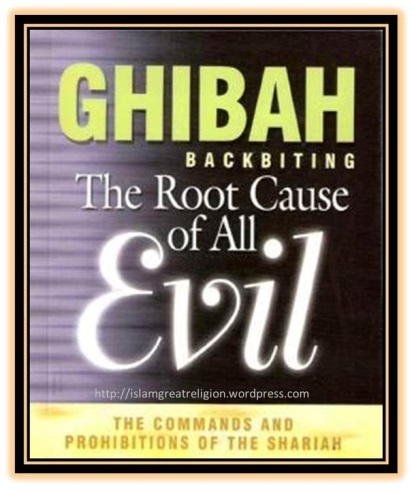 GHIBAH
BACKBITING
The Root Cause
of All
Evil
http://islamgreatreligion.wordpress.com
THE COMMANDS AND
PROHIBITIONS OF THE SHARIAH